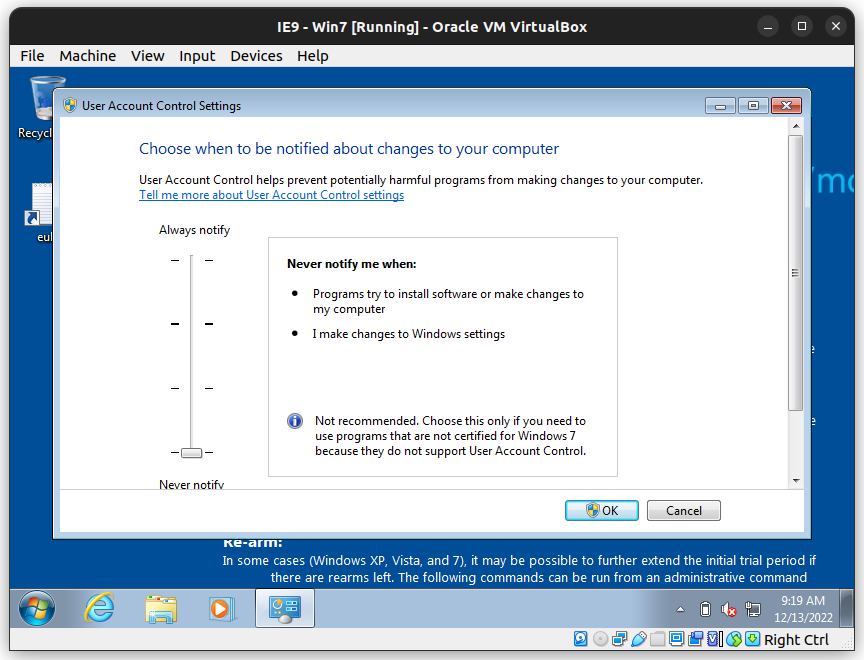 IE9 - Win7 [Running] - Oracle VM VirtualBox
File Machine View Input Devices Help
User Account Control Settings
Choose when to be notified about changes to your computer
User Account Control helps prevent potentially harmful programs from making changes to your computer.
Tell me more about User Account Control settings
Always notify
Never notify me when:
Programs try to install software or make changes to
my computer
I make changes to Windows settings
Not recommended. Choose this only if you need to
use programs that are not certified for Windows 7
because they do not support User Account Control.
Never notify
OK Cancel
Re-arm:
In some cases (Windows XP, Vista, and 7), it may be possible to further extend the initial trial period if
there are rearms left. The following commands can be run from an administrative command
9:19 AM
12/13/2022
Right Ctrl